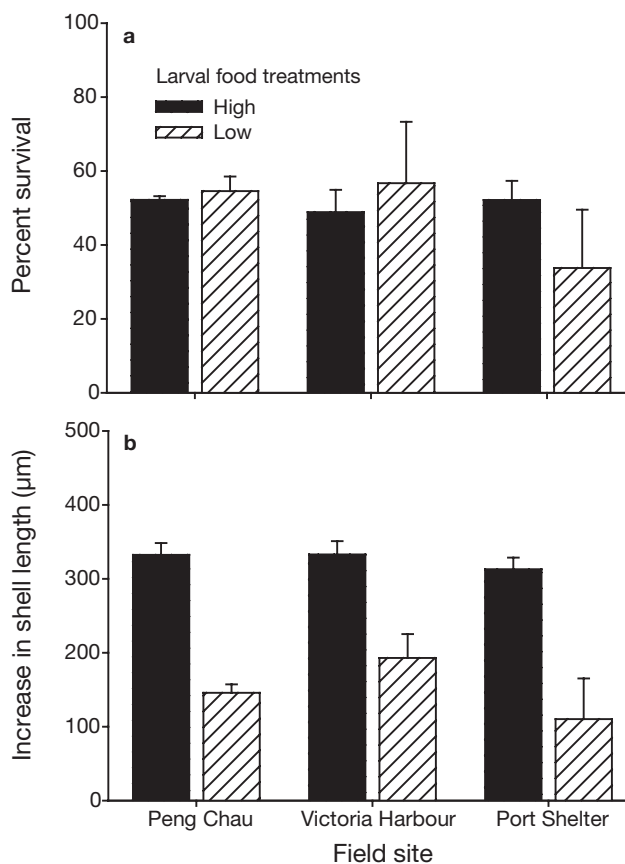 100
a
Larval food treatments
High
Low
80
60
40
20
0
Percent survival
500
b
400
300
200
100
0
Increase in shell length (µm)
Peng Chau Victoria Harbour Port Shelter
Field site